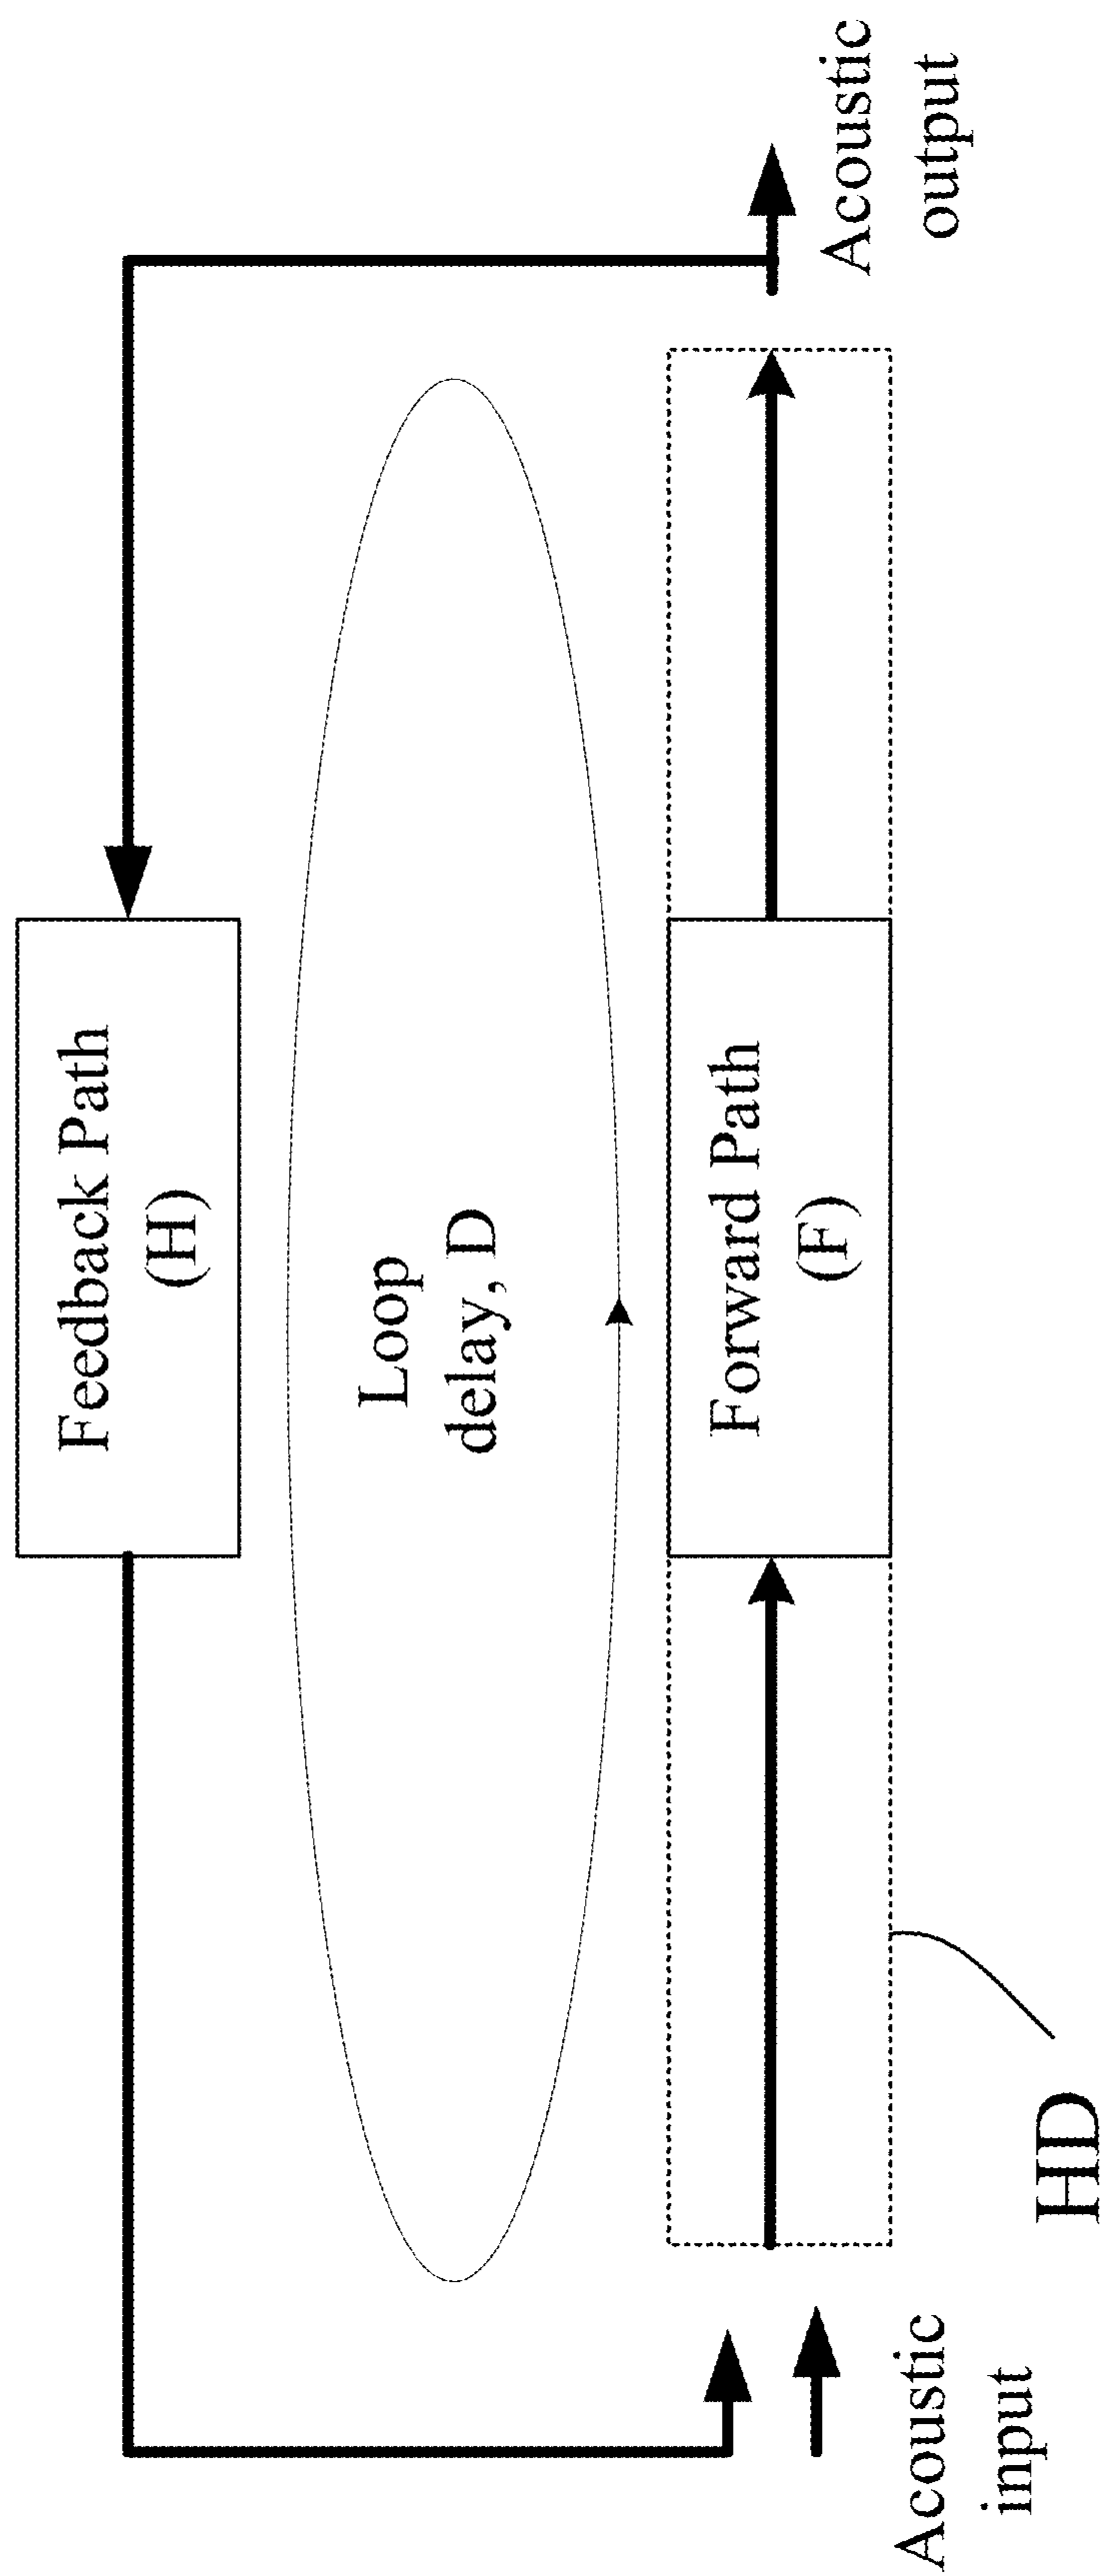 Feedback Path
(H)
Loop
delay, D
Forward Path
(F)
Acoustic
input
HD
Acoustic
output